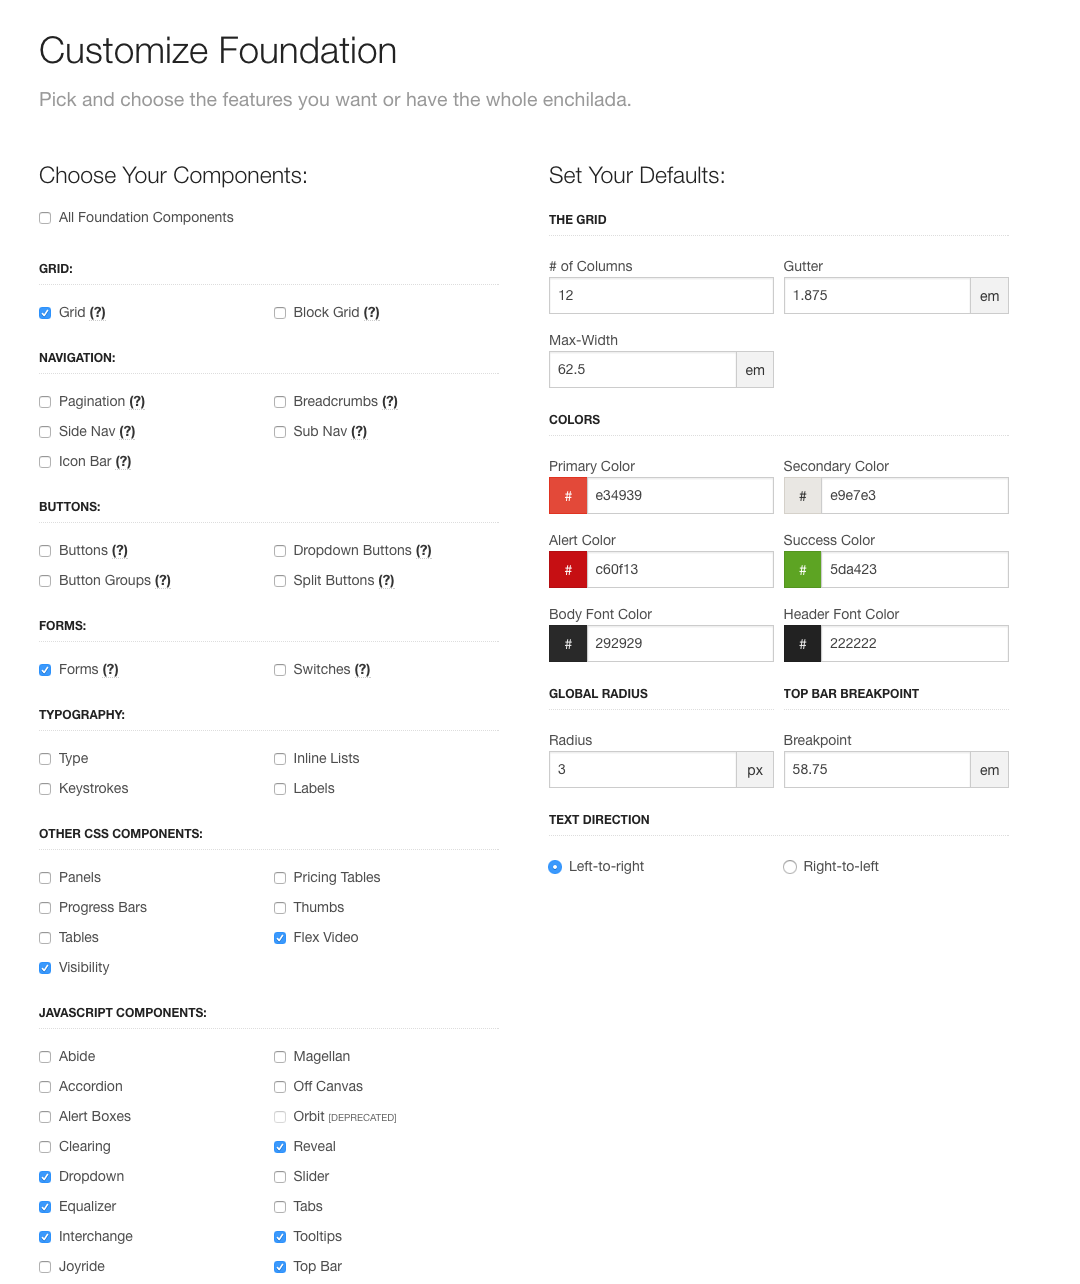 Customize Foundation
Pick and choose the features you want or have the whole enchilada.
Choose Your Components:
All Foundation Components
GRID:
Grid (?) Block Grid (?)
NAVIGATION:
Pagination (?) Breadcrumbs (?)
Side Nav (?) Sub Nav (?)
Icon Bar (?)
BUTTONS:
Buttons (?) Dropdown Buttons (?)
Button Groups (?) Split Buttons (?)
FORMS:
Forms (?) Switches (?)
TYPOGRAPHY:
Type Inline Lists
Keystrokes Labels
OTHER CSS COMPONENTS:
Panels Pricing Tables
Progress Bars Thumbs
Tables Flex Video
Visibility
JAVASCRIPT COMPONENTS:
Abide Magellan
Accordion Off Canvas
Alert Boxes Orbit [DEPRECATED]
Clearing Reveal
Dropdown Slider
Equalizer Tabs
Interchange Tooltips
Joyride Top Bar
Set Your Defaults:
THE GRID
# of Columns Gutter
12 1.875 em
Max-Width
62.5 em
COLORS
Primary Color Secondary Color
# e34939 # e9e7e3
Alert Color Success Color
# c60f13 # 5da423
Body Font Color Header Font Color
# 292929 # 222222
GLOBAL RADIUS TOP BAR BREAKPOINT
Radius Breakpoint
3 px 58.75 em
TEXT DIRECTION
Left-to-right Right-to-left